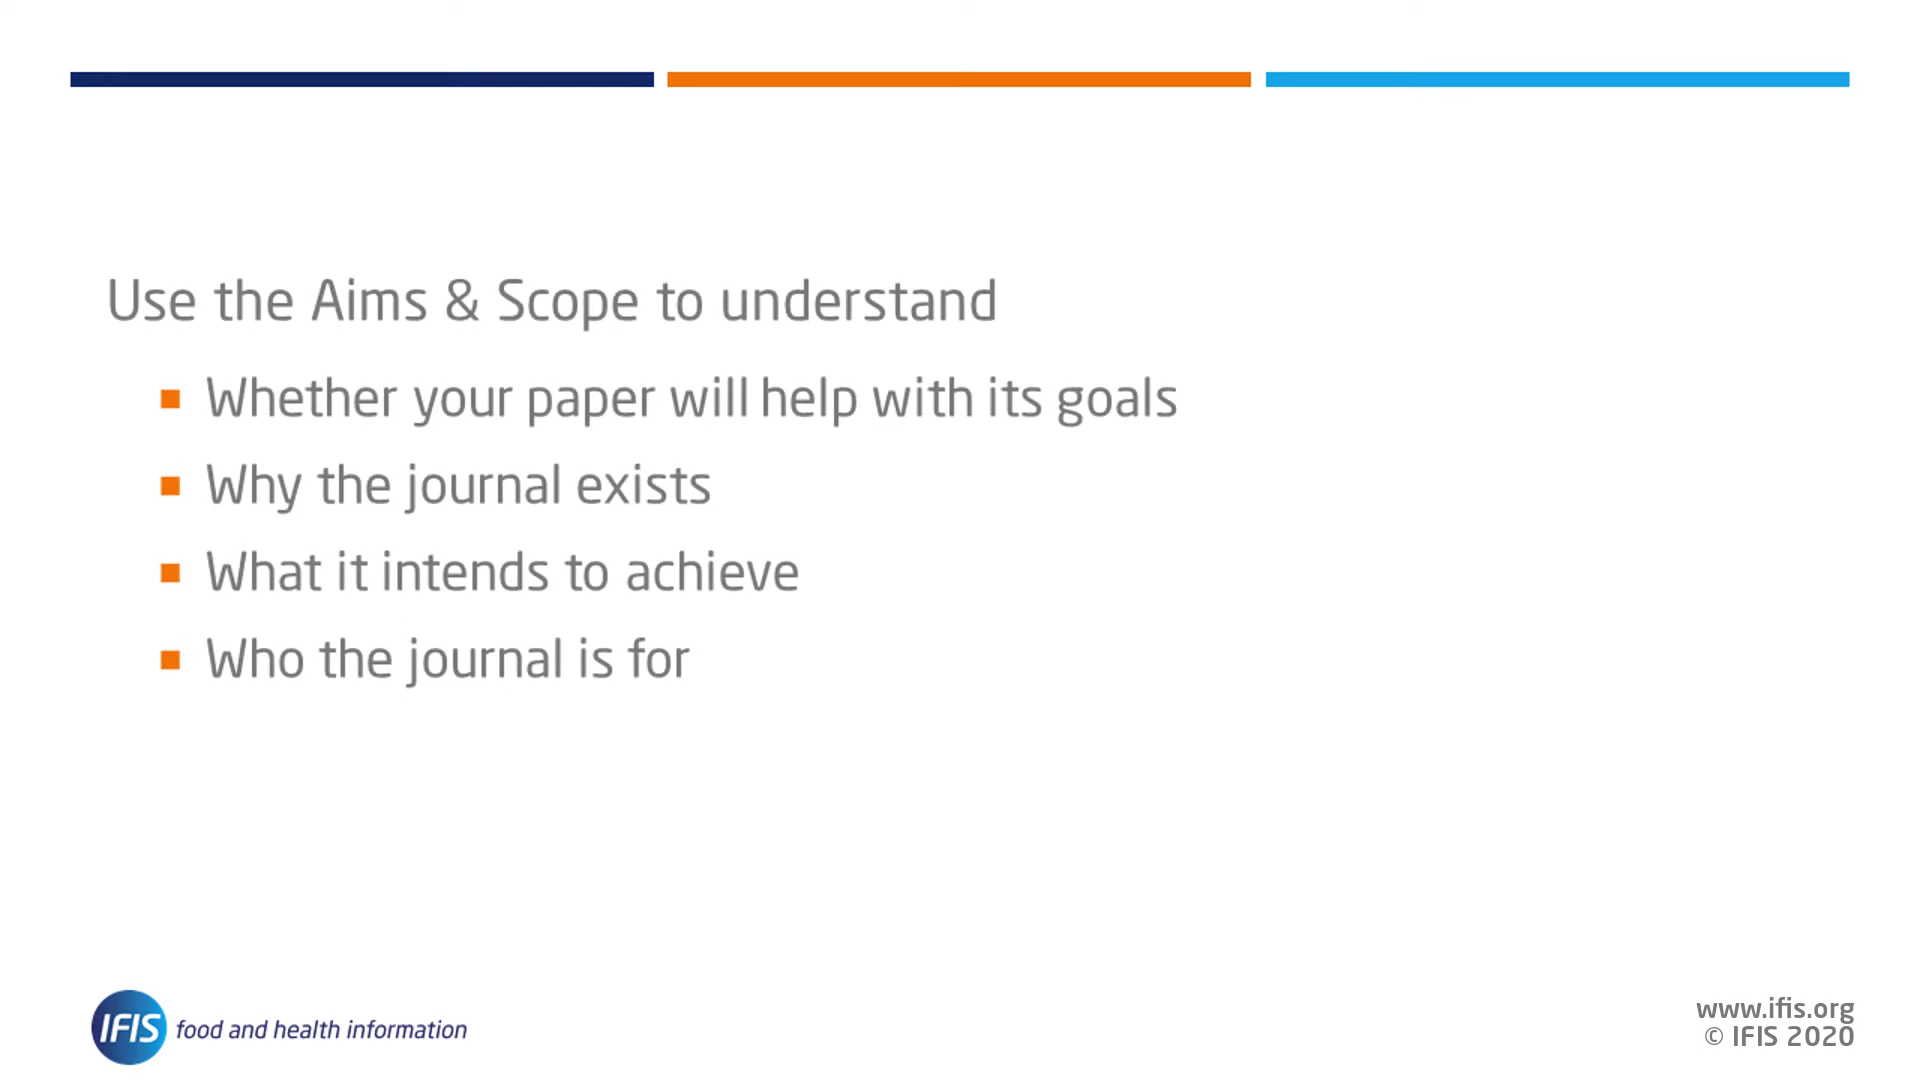 Use the Aims & Scope to understand
Whether your paper will help with its goals
Why the journal exists
What it intends to achieve
Who the journal is for
IFIS food and health information
www.ifis.org
© IFIS 2020